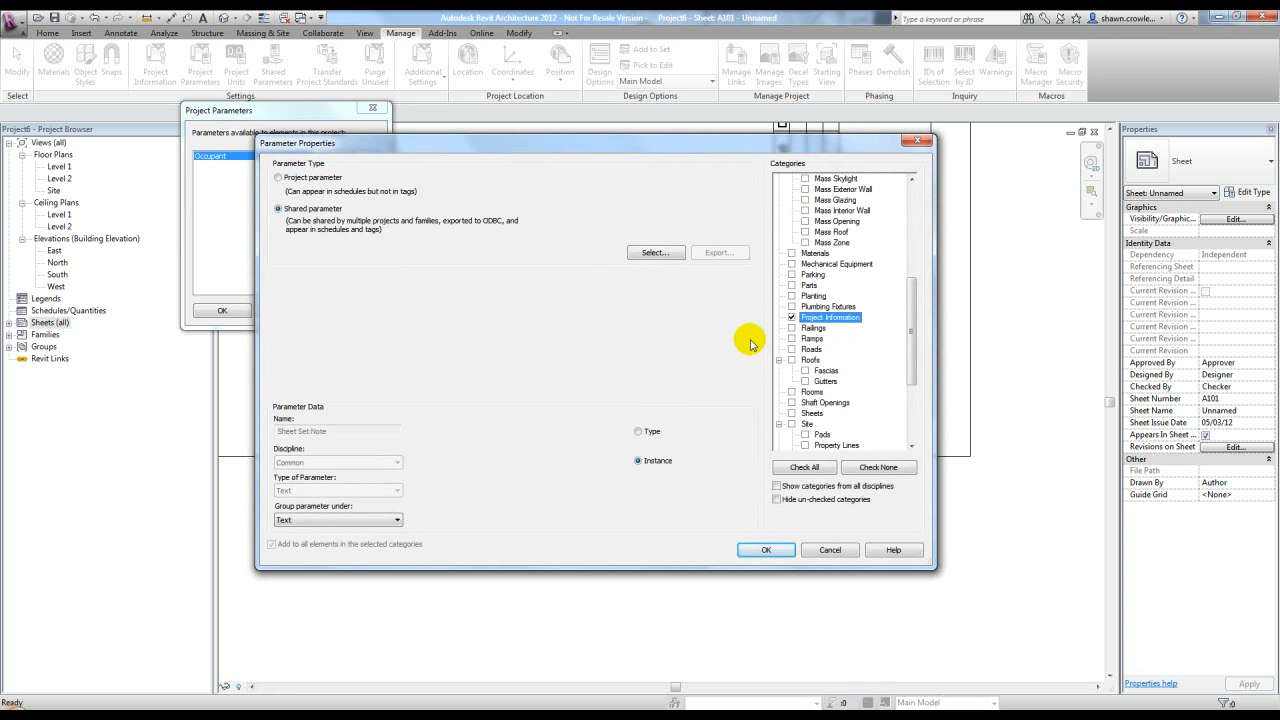 Autodesk Revit Architecture 2012 - Not For Resale Version - Project6 - Sheet: A101 - Unnamed
Type a keyword or phrase
shawn.crowle...
Home Insert Annotate Analyze Structure Massing & Site Collaborate View Manage Add-Ins Online Modify
Modify
Materials
Object Styles
Snaps
Project Information
Project Parameters
Project Units
Shared Parameters
Transfer Project Standards
Purge Unused
Additional Settings
Location
Coordinates
Position
Design Options
Add to Set
Pick to Edit
Main Model
Manage Links
Manage Images
Decal Types
Starting View
Phases
Demolish
IDs of Selection
Select by ID
Warnings
Macro Manager
Macro Security
Select
Settings
Project Location
Design Options
Manage Project
Phasing
Inquiry
Macros
Project6 - Project Browser
Views (all)
Floor Plans
Level 1
Level 2
Site
Ceiling Plans
Level 1
Level 2
Elevations (Building Elevation)
East
North
South
West
Legends
Schedules/Quantities
Sheets (all)
Families
Groups
Revit Links
Project Parameters
Parameters available to elements in this project:
Occupant
OK
Parameter Properties
Parameter Type
Project parameter
(Can appear in schedules but not in tags)
Shared parameter
(Can be shared by multiple projects and families, exported to ODBC, and
appear in schedules and tags)
Select...
Export...
Parameter Data
Name:
Sheet Set Note
Discipline:
Common
Type of Parameter:
Text
Group parameter under:
Text
Type
Instance
Add to all elements in the selected categories
Categories
Mass Skylight
Mass Exterior Wall
Mass Glazing
Mass Interior Wall
Mass Opening
Mass Roof
Mass Zone
Materials
Mechanical Equipment
Parking
Parts
Planting
Plumbing Fixtures
Project Information
Railings
Ramps
Roads
Roofs
Fascias
Gutters
Rooms
Shaft Openings
Sheets
Site
Pads
Property Lines
Check All
Check None
Show categories from all disciplines
Hide un-checked categories
OK
Cancel
Help
Properties
Sheet
Sheet: Unnamed
Edit Type
Graphics
Visibility/Graphic... Edit...
Scale
Identity Data
Dependency Independent
Referencing Sheet
Referencing Detail
Current Revision ...
Current Revision ...
Current Revision ...
Current Revision ...
Current Revision ...
Current Revision
Approved By Approver
Designed By Designer
Checked By Checker
Sheet Number A101
Sheet Name Unnamed
Sheet Issue Date 05/03/12
Appears In Sheet ...
Revisions on Sheet Edit...
Other
File Path
Drawn By Author
Guide Grid <None>
Properties help
Apply
Ready
:0
Main Model
:0